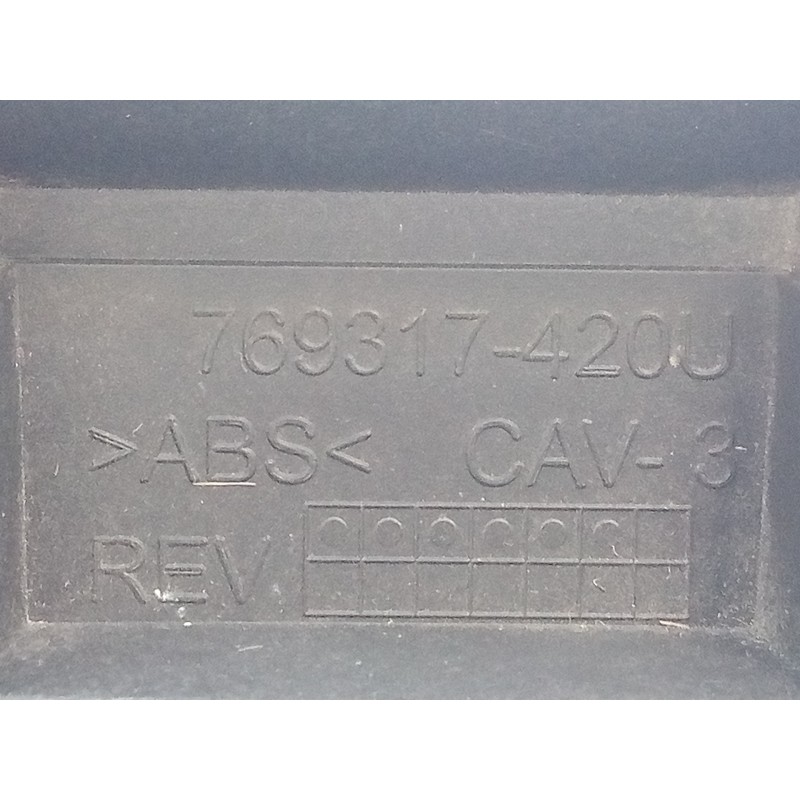 769317-420U
>ABS< CAV- 3
REV